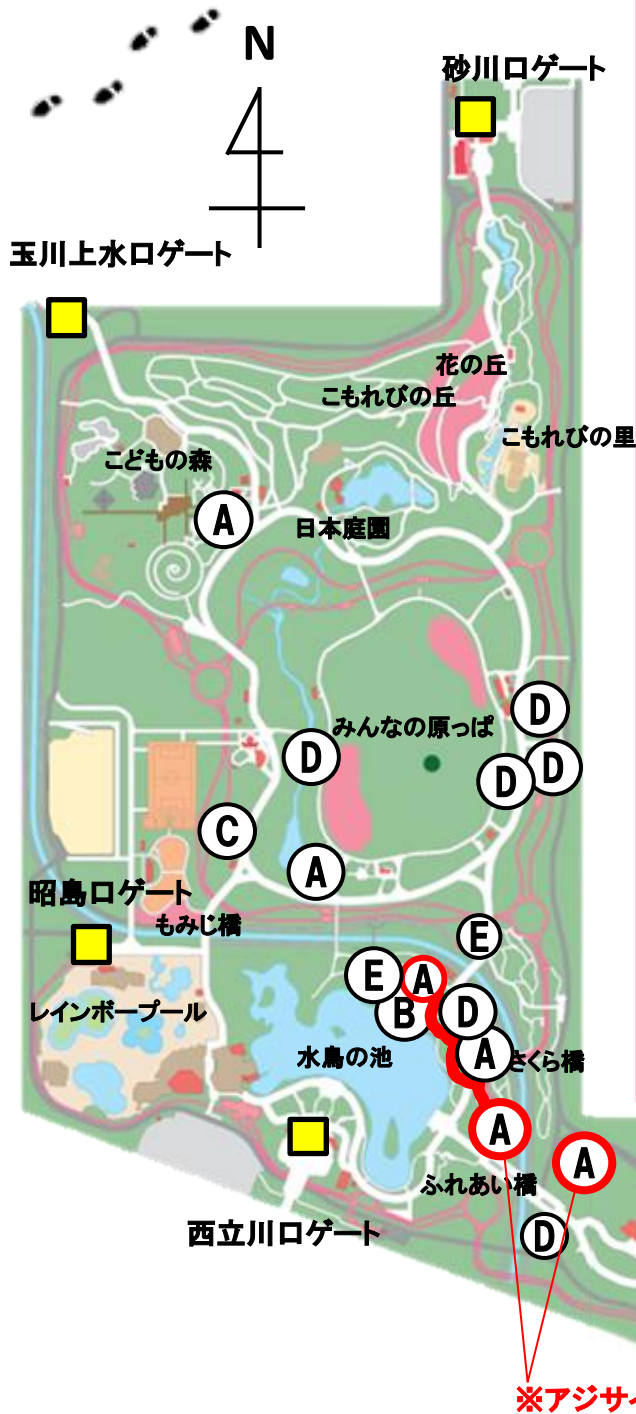 N
砂川口ゲート
玉川上水口ゲート
花の丘
こもれびの丘
こもれびの里
こどもの森
A
日本庭園
D
みんなの原っぱ
D
D
D
C
A
昭島口ゲート
もみじ橋
E
E
A
レインボープール
B
D
水鳥の池
A
さくら橋
A
A
ふれあい橋
西立川口ゲート
D
※アジサイ